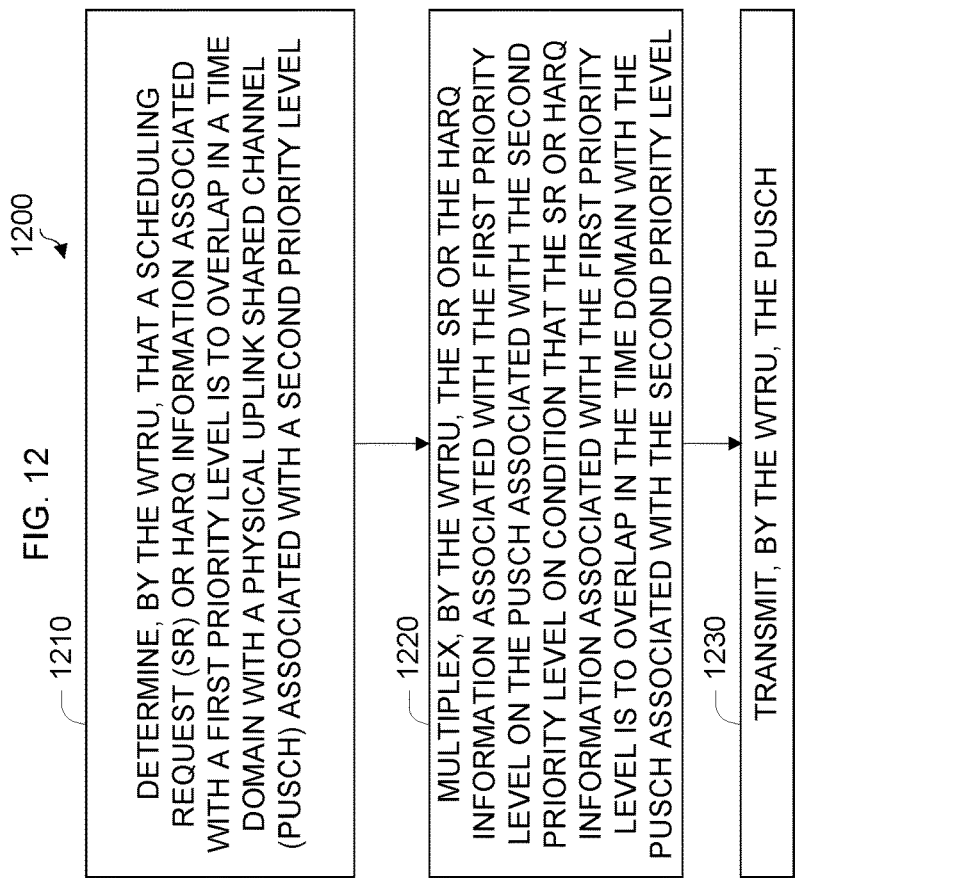 FIG. 12
1200
1210
DETERMINE, BY THE WTRU, THAT A SCHEDULING
REQUEST (SR) OR HARQ INFORMATION ASSOCIATED
WITH A FIRST PRIORITY LEVEL IS TO OVERLAP IN A TIME
DOMAIN WITH A PHYSICAL UPLINK SHARED CHANNEL
(PUSCH) ASSOCIATED WITH A SECOND PRIORITY LEVEL
1220
MULTIPLEX, BY THE WTRU, THE SR OR THE HARQ
INFORMATION ASSOCIATED WITH THE FIRST PRIORITY
LEVEL ON THE PUSCH ASSOCIATED WITH THE SECOND
PRIORITY LEVEL ON CONDITION THAT THE SR OR HARQ
INFORMATION ASSOCIATED WITH THE FIRST PRIORITY
LEVEL IS TO OVERLAP IN THE TIME DOMAIN WITH THE
PUSCH ASSOCIATED WITH THE SECOND PRIORITY LEVEL
1230
TRANSMIT, BY THE WTRU, THE PUSCH